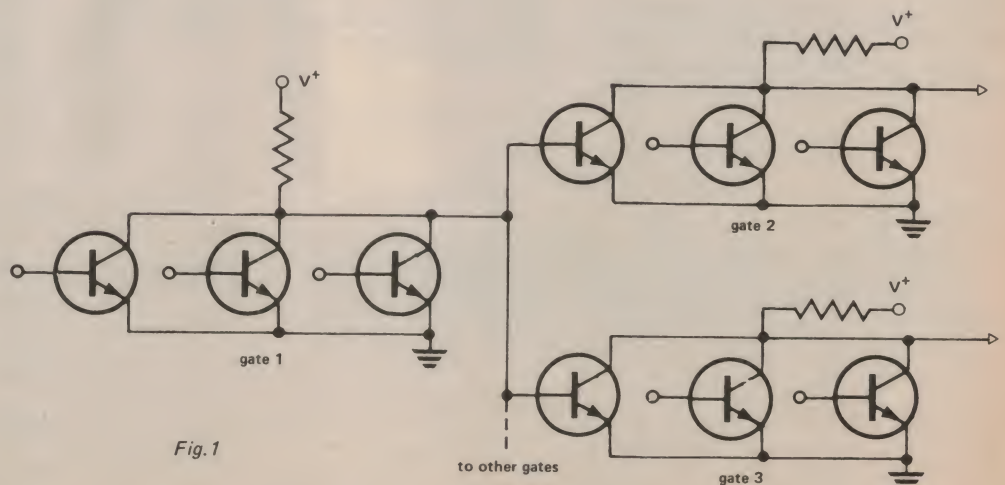 V+
V+
gate 1
gate 2
V+
Fig.1
to other gates
gate 3